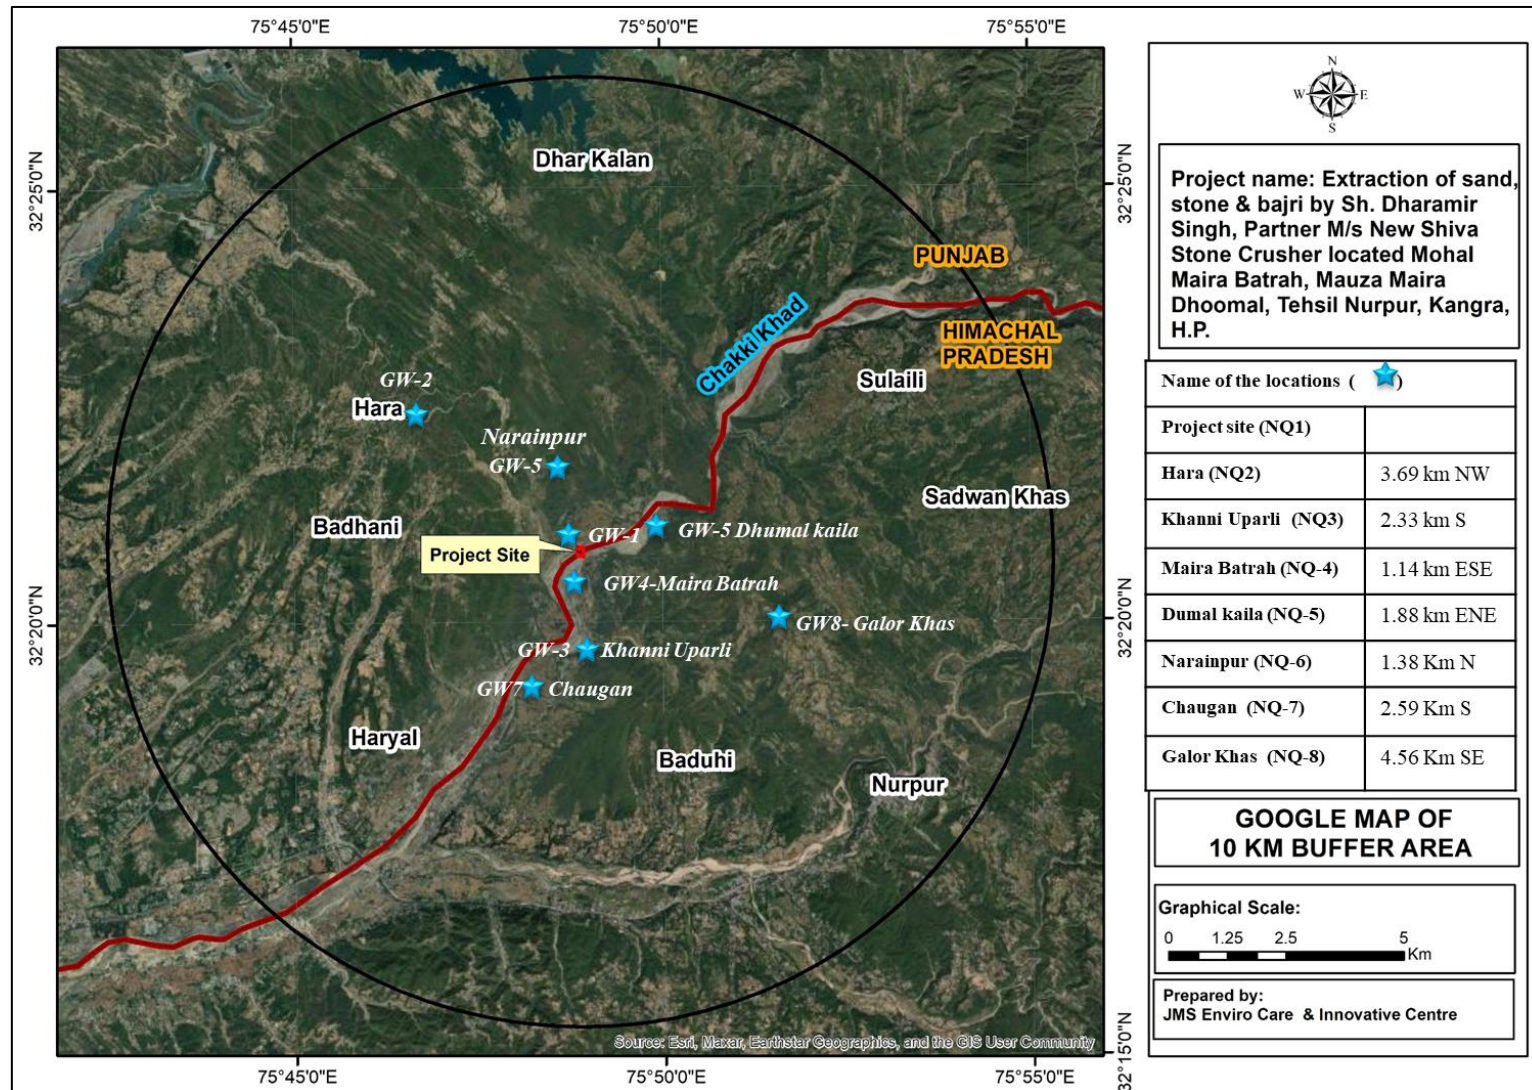 75°45'0"E
75°50'0"E
75°55'0"E
32°25'0"N
32°25'0"N
Dhar Kalan
PUNJAB
Chakki Khad
HIMACHAL
PRADESH
Sulaili
GW-2
Hara
Narainpur
GW-5
Sadwan Khas
Badhani
GW-1
GW-5 Dhumal kaila
Project Site
GW4-Maira Batrah
32°20'0"N
32°20'0"N
GW8- Galor Khas
GW-3
Khanni Uparli
GW7
Chaugan
Haryal
Baduhi
Nurpur
32°15'0"N
Source: Esri, Maxar, Earthstar Geographics, and the GIS User Community
75°45'0"E
75°50'0"E
75°55'0"E
N
W
E
S
Project name: Extraction of sand,
stone & bajri by Sh. Dharamir
Singh, Partner M/s New Shiva
Stone Crusher located Mohal
Maira Batrah, Mauza Maira
Dhoomal, Tehsil Nurpur, Kangra,
H.P.
Name of the locations ( )
Project site (NQ1)
Hara (NQ2) 3.69 km NW
Khanni Uparli (NQ3) 2.33 km S
Maira Batrah (NQ-4) 1.14 km ESE
Dumal kaila (NQ-5) 1.88 km ENE
Narainpur (NQ-6) 1.38 Km N
Chaugan (NQ-7) 2.59 Km S
Galor Khas (NQ-8) 4.56 Km SE
GOOGLE MAP OF
10 KM BUFFER AREA
Graphical Scale:
0 1.25 2.5 5
Km
Prepared by:
JMS Enviro Care & Innovative Centre